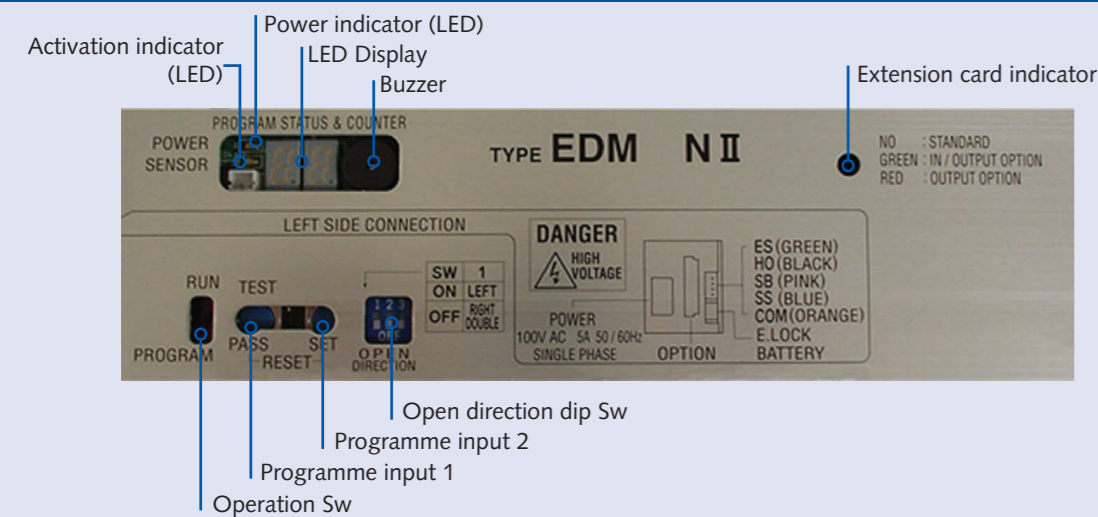 Power indicator (LED)
Activation indicator
(LED)
LED Display
Buzzer
Extension card indicator
PROGRAM STATUS & COUNTER
POWER
SENSOR
TYPE EDM N II
NO : STANDARD
GREEN : IN / OUTPUT OPTION
RED : OUTPUT OPTION
LEFT SIDE CONNECTION
DANGER
HIGH
VOLTAGE
ES (GREEN)
HO (BLACK)
SB (PINK)
SS (BLUE)
COM (ORANGE)
E.LOCK
BATTERY
POWER
100V AC 5A 50 / 60Hz
SINGLE PHASE
OPTION
RUN
PROGRAM
TEST
PASS
SET
RESET
1 2 3
OFF
OPEN
DIRECTION
SW 1
ON LEFT
OFF RIGHT
DOUBLE
Open direction dip Sw
Programme input 2
Programme input 1
Operation Sw